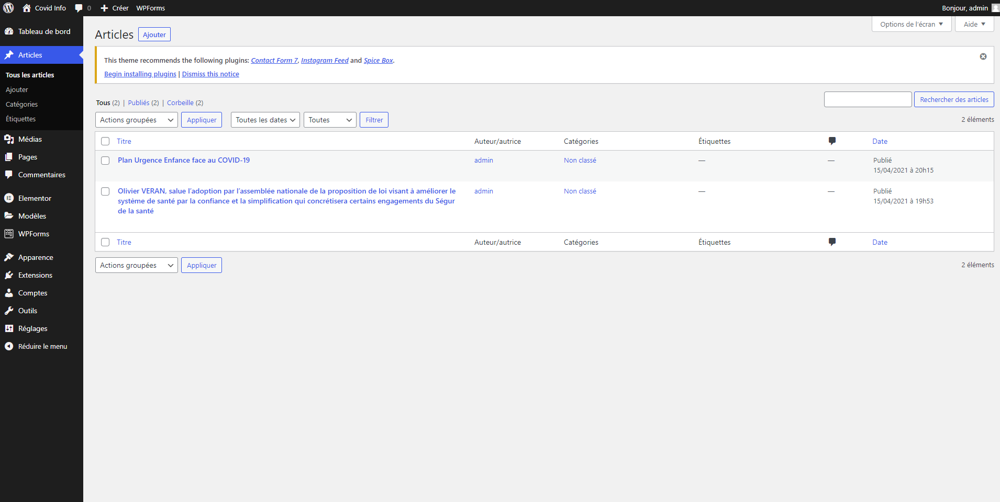 Covid Info 0 Créer WPForms Bonjour, admin
Tableau de bord
Articles
Tous les articles
Ajouter
Catégories
Étiquettes
Médias
Pages
Commentaires
Elementor
Modèles
WPForms
Apparence
Extensions
Comptes
Outils
Réglages
Réduire le menu
Options de l'écran Aide
Articles Ajouter
This theme recommends the following plugins: Contact Form 7, Instagram Feed and Spice Box.
Begin installing plugins | Dismiss this notice
Tous (2) | Publiés (2) | Corbeille (2)
Rechercher des articles
Actions groupées Appliquer Toutes les dates Toutes Filtrer
2 éléments
Titre Auteur/autrice Catégories Étiquettes Date
Plan Urgence Enfance face au COVID-19 admin Non classé — — Publié
15/04/2021 à 20h15
Olivier VERAN, salue l’adoption par l’assemblée nationale de la proposition de loi visant à améliorer le admin Non classé — — Publié
système de santé par la confiance et la simplification qui concrétisera certains engagements du Ségur 15/04/2021 à 19h53
de la santé
Titre Auteur/autrice Catégories Étiquettes Date
Actions groupées Appliquer 2 éléments